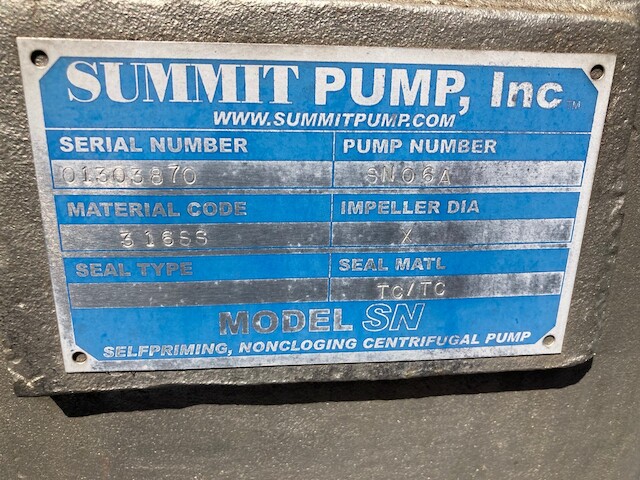 SUMMIT PUMP, Inc.™
WWW.SUMMITPUMP.COM
SERIAL NUMBER PUMP NUMBER
01303870 SN06A
MATERIAL CODE IMPELLER DIA
316SS X
SEAL TYPE SEAL MATL
TC/TC
MODEL SN
SELFPRIMING, NONCLOGING CENTRIFUGAL PUMP